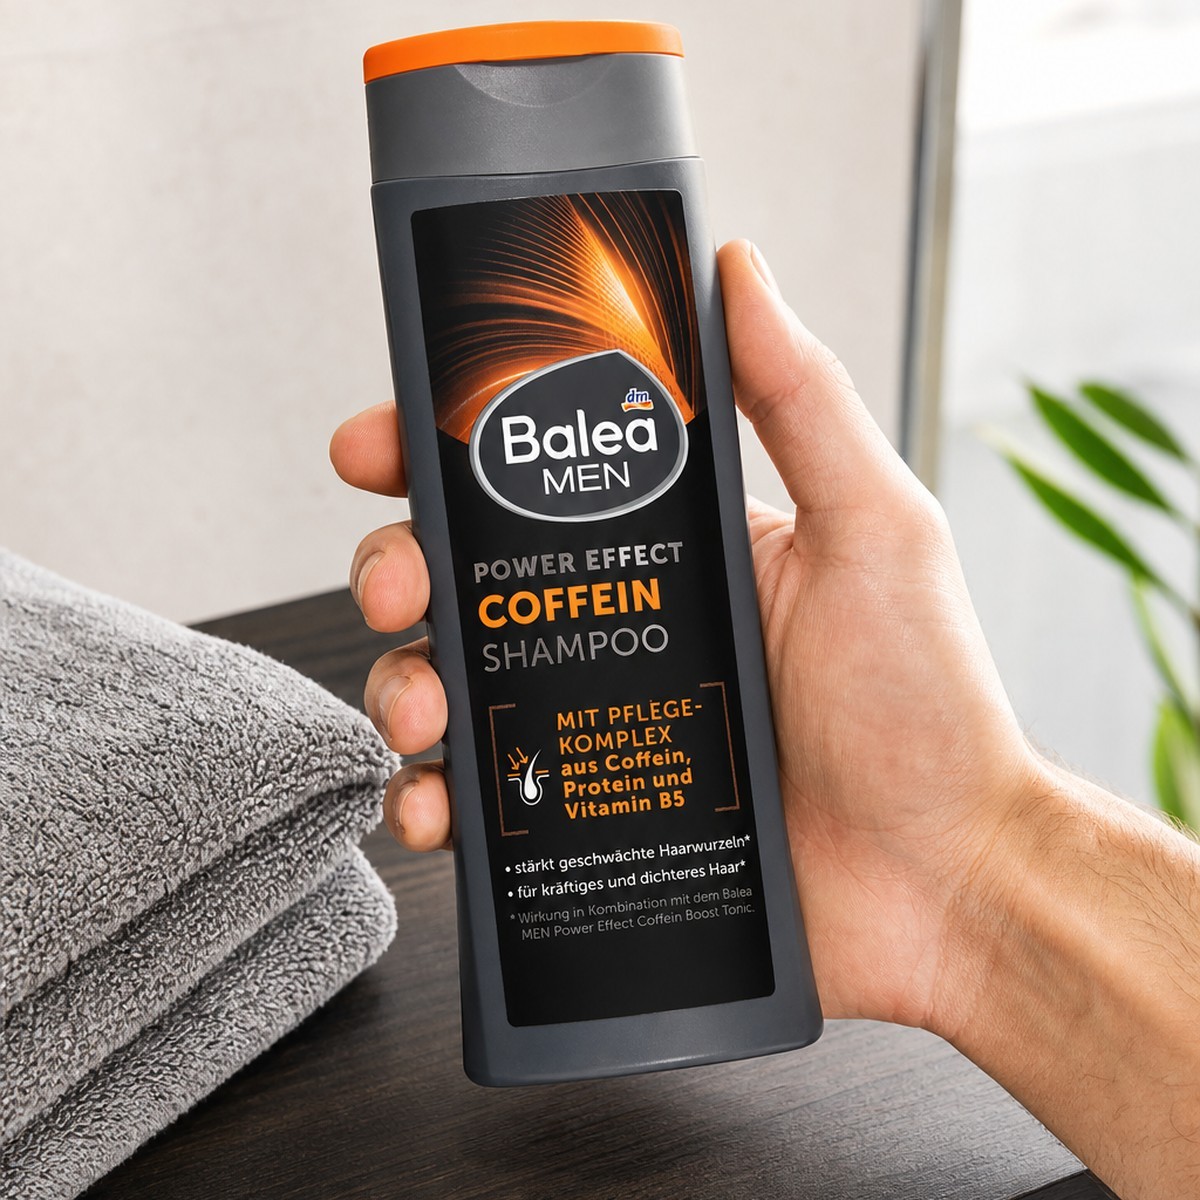 dm
Balea
MEN
POWER EFFECT
COFFEIN
SHAMPOO
MIT PFLEGE-
KOMPLEX
aus Coffein,
Protein und
Vitamin B5
• stärkt geschwächte Haarwurzeln*
• für kräftiges und dichteres Haar*
* Wirkung in Kombination mit dem Balea
MEN Power Effect Coffein Boost Tonic.